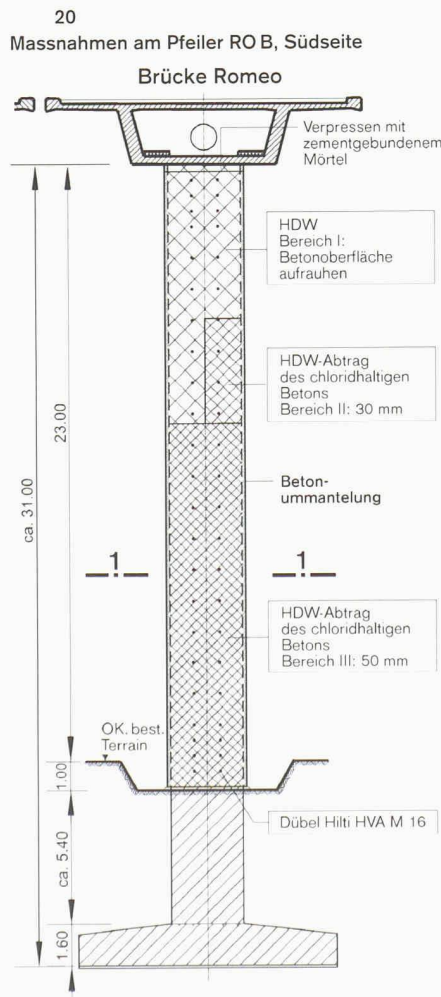 20
Massnahmen am Pfeiler RO B, Südseite
Brücke Romeo
Verpressen mit
zementgebundenem
Mörtel
HDW
Bereich I:
Betonoberfläche
aufrauhen
HDW-Abtrag
des chloridhaltigen
Betons
Bereich II: 30 mm
23.00
ca. 31.00
Beton-
ummantelung
1
1
HDW-Abtrag
des chloridhaltigen
Betons
Bereich III: 50 mm
OK. best.
Terrain
1.00
Dübel Hilti HVA M 16
ca. 5.40
1.60